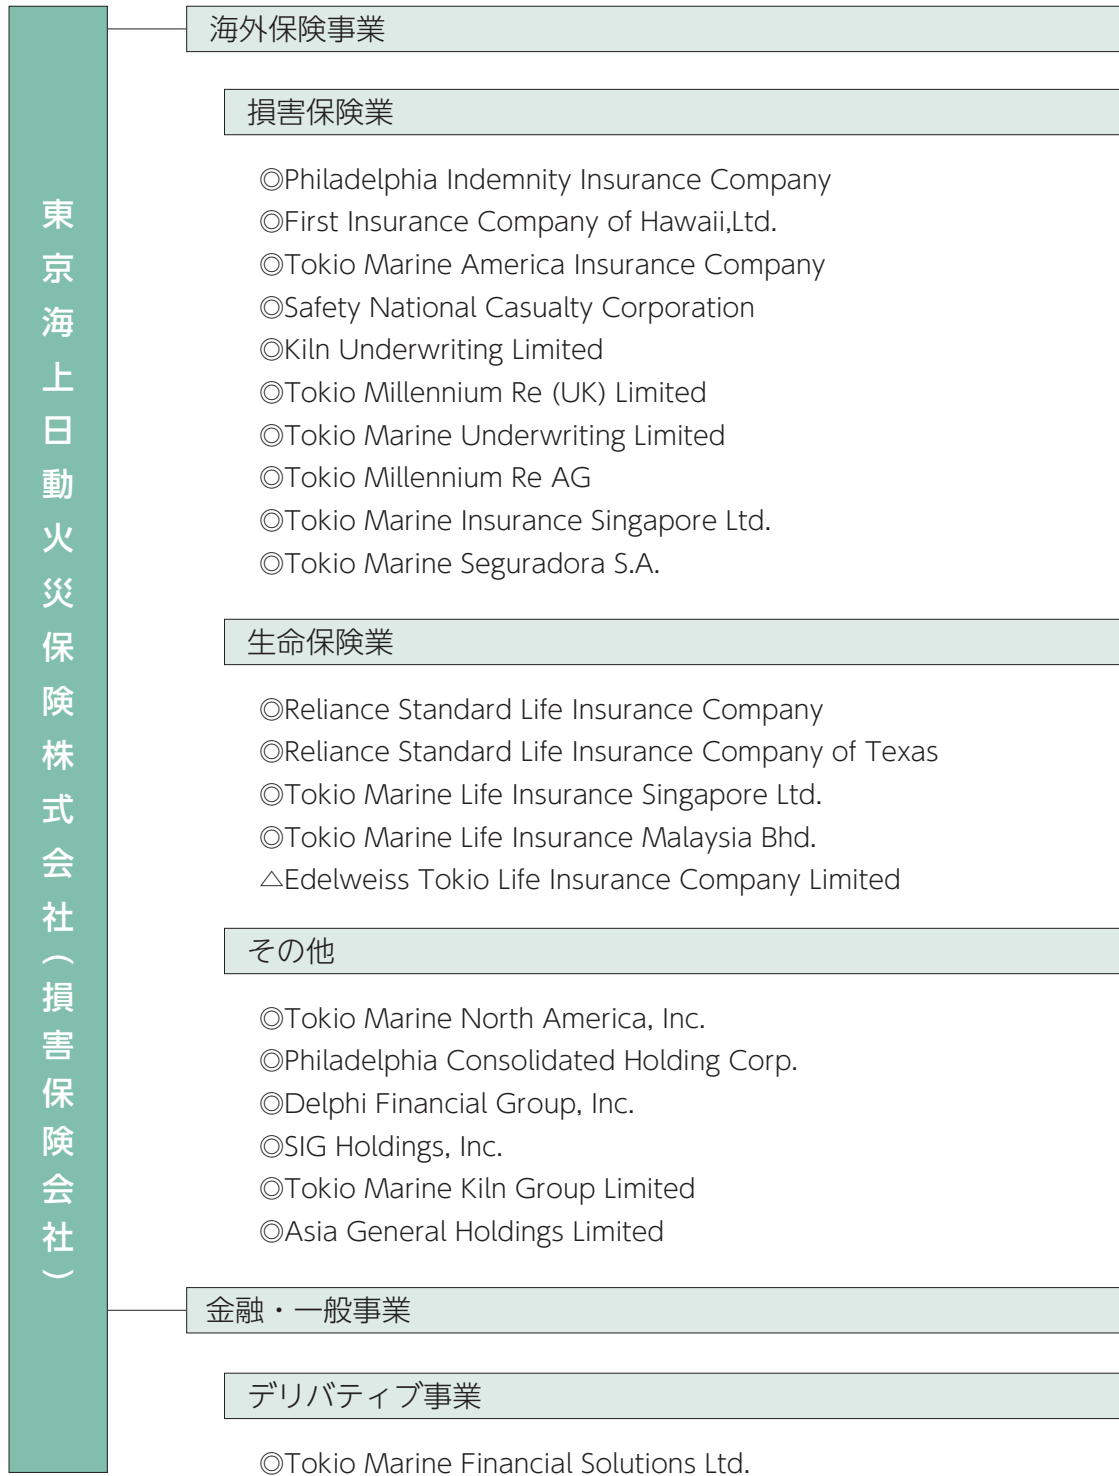 東京海上日動火災保険株式会社（損害保険会社）
海外保険事業
損害保険業
◎Philadelphia Indemnity Insurance Company
◎First Insurance Company of Hawaii,Ltd.
◎Tokio Marine America Insurance Company
◎Safety National Casualty Corporation
◎Kiln Underwriting Limited
◎Tokio Millennium Re (UK) Limited
◎Tokio Marine Underwriting Limited
◎Tokio Millennium Re AG
◎Tokio Marine Insurance Singapore Ltd.
◎Tokio Marine Seguradora S.A.
生命保険業
◎Reliance Standard Life Insurance Company
◎Reliance Standard Life Insurance Company of Texas
◎Tokio Marine Life Insurance Singapore Ltd.
◎Tokio Marine Life Insurance Malaysia Bhd.
△Edelweiss Tokio Life Insurance Company Limited
その他
◎Tokio Marine North America, Inc.
◎Philadelphia Consolidated Holding Corp.
◎Delphi Financial Group, Inc.
◎SIG Holdings, Inc.
◎Tokio Marine Kiln Group Limited
◎Asia General Holdings Limited
金融・一般事業
デリバティブ事業
◎Tokio Marine Financial Solutions Ltd.